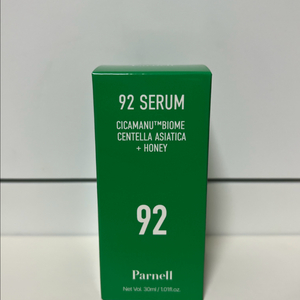 92 SERUM
CICAMANU™BIOME
CENTELLA ASIATICA
+ HONEY
92
Parnell
Net Vol. 30ml / 1.01fl.oz